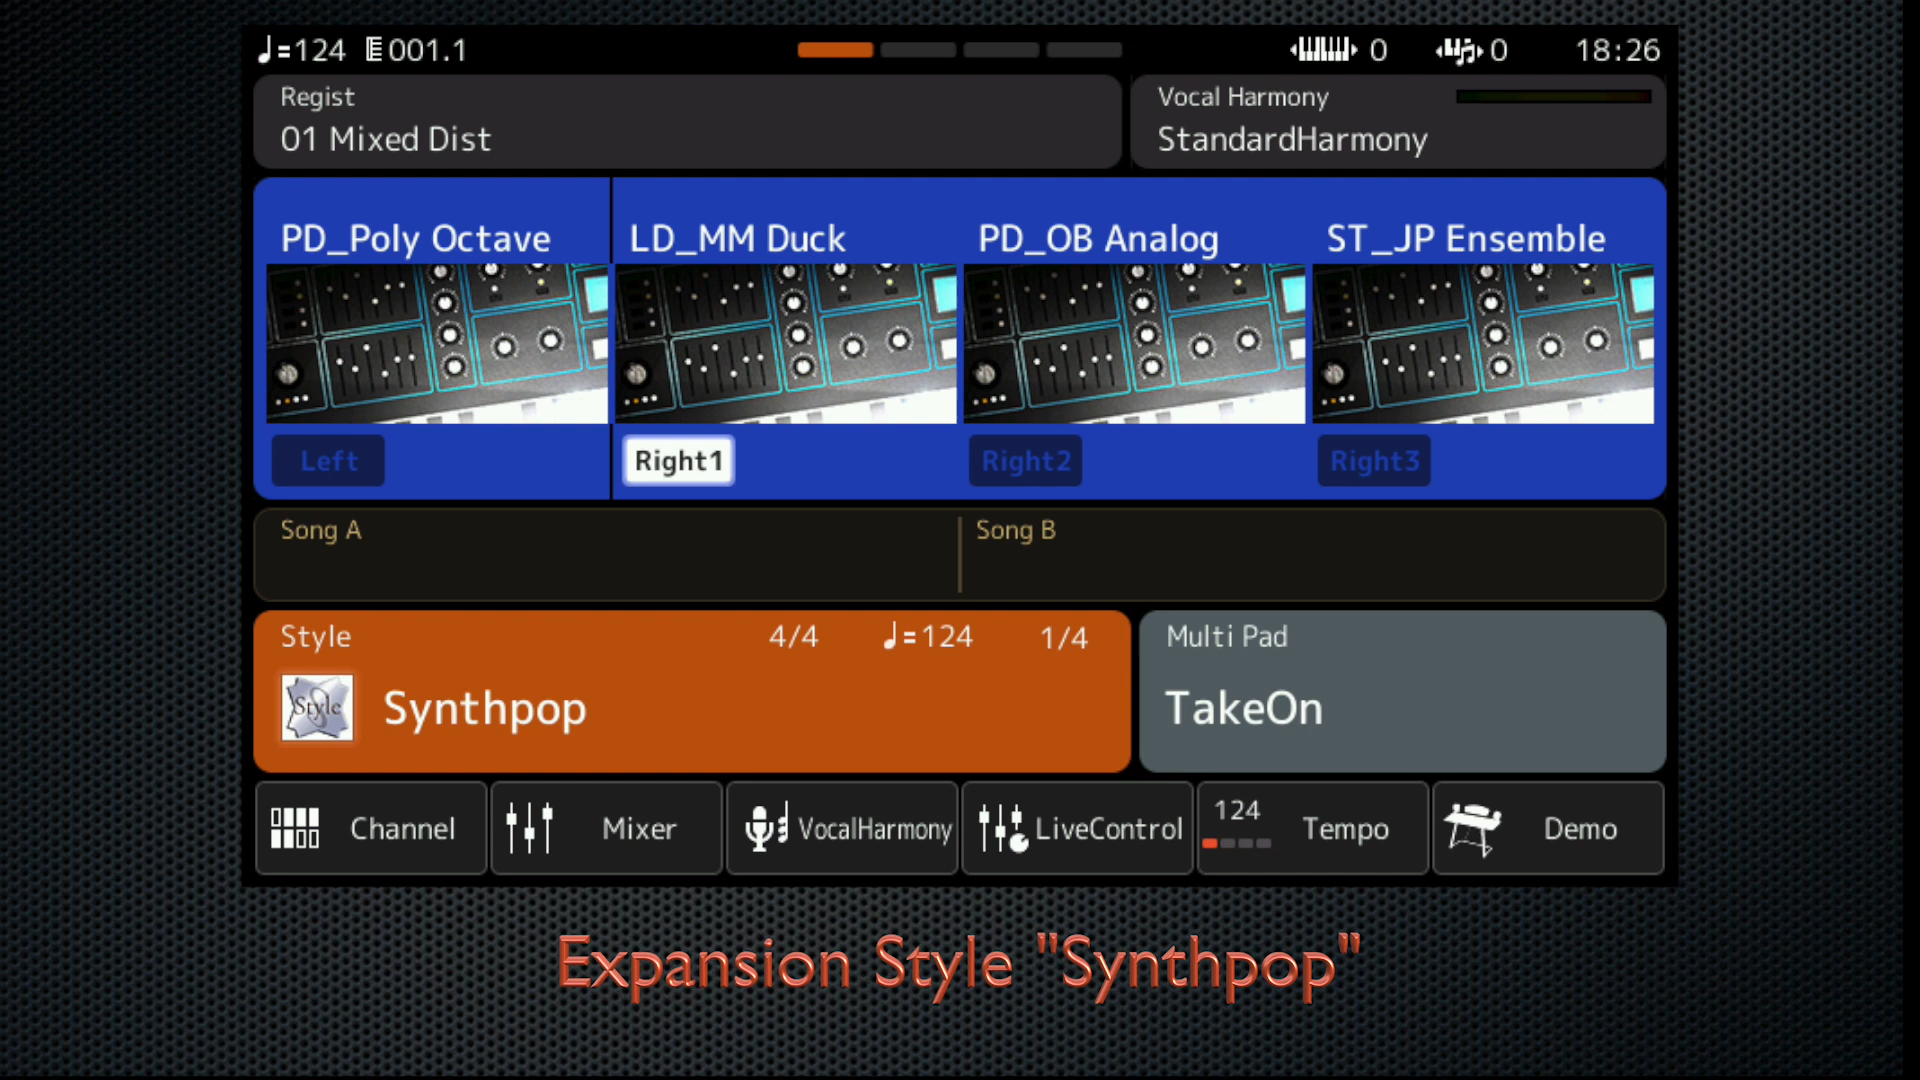 ♩=124 001.1 0 0 18:26
Regist
01 Mixed Dist
Vocal Harmony
StandardHarmony
PD_Poly Octave
LD_MM Duck
PD_OB Analog
ST_JP Ensemble
Left
Right1
Right2
Right3
Song A
Song B
Style 4/4 ♩=124 1/4
Style
Synthpop
Multi Pad
TakeOn
Channel
Mixer
VocalHarmony
LiveControl
124
Tempo
Demo
Expansion Style "Synthpop"